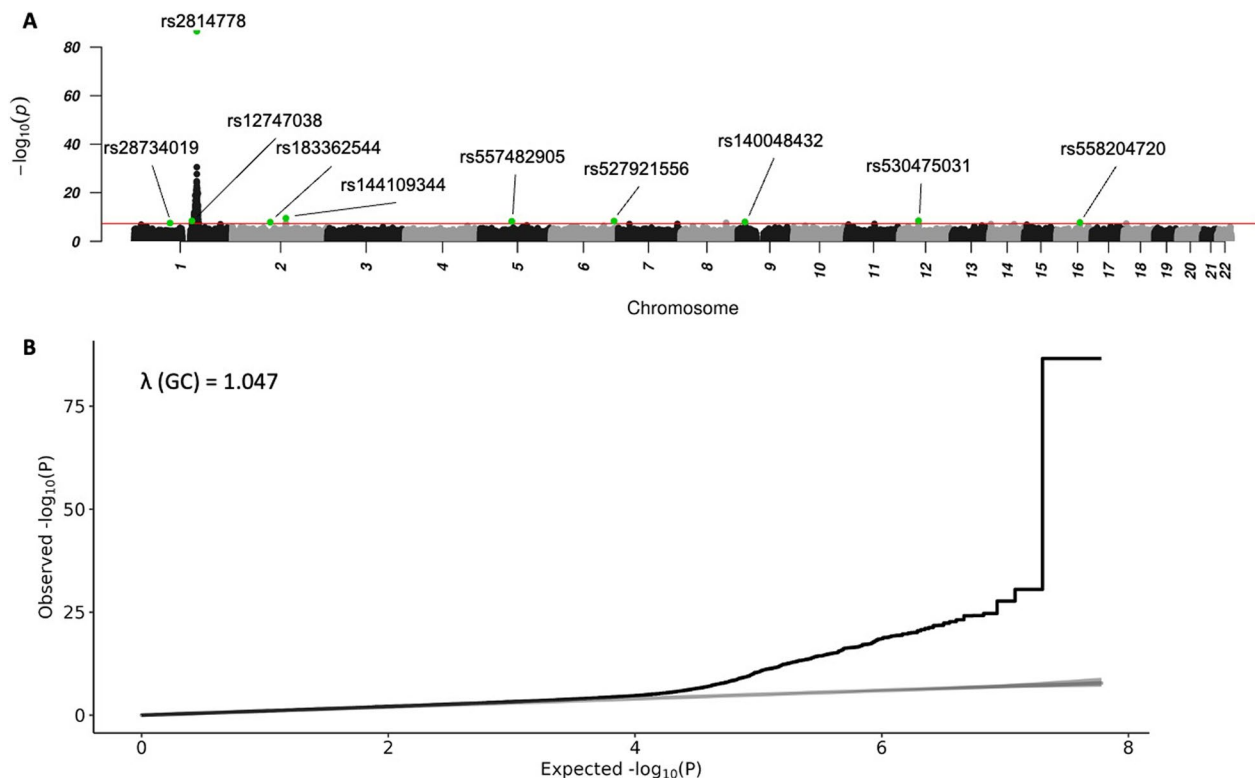 A
rs2814778
rs12747038
rs28734019
rs183362544
rs144109344
rs557482905
rs527921556
rs140048432
rs530475031
rs558204720
−log10(p)
80
60
40
20
0
1 2 3 4 5 6 7 8 9 10 11 12 13 14 15 16 17 18 19 20 21 22
Chromosome
B
λ (GC) = 1.047
Observed -log10(P)
75
50
25
0
0 2 4 6 8
Expected -log10(P)